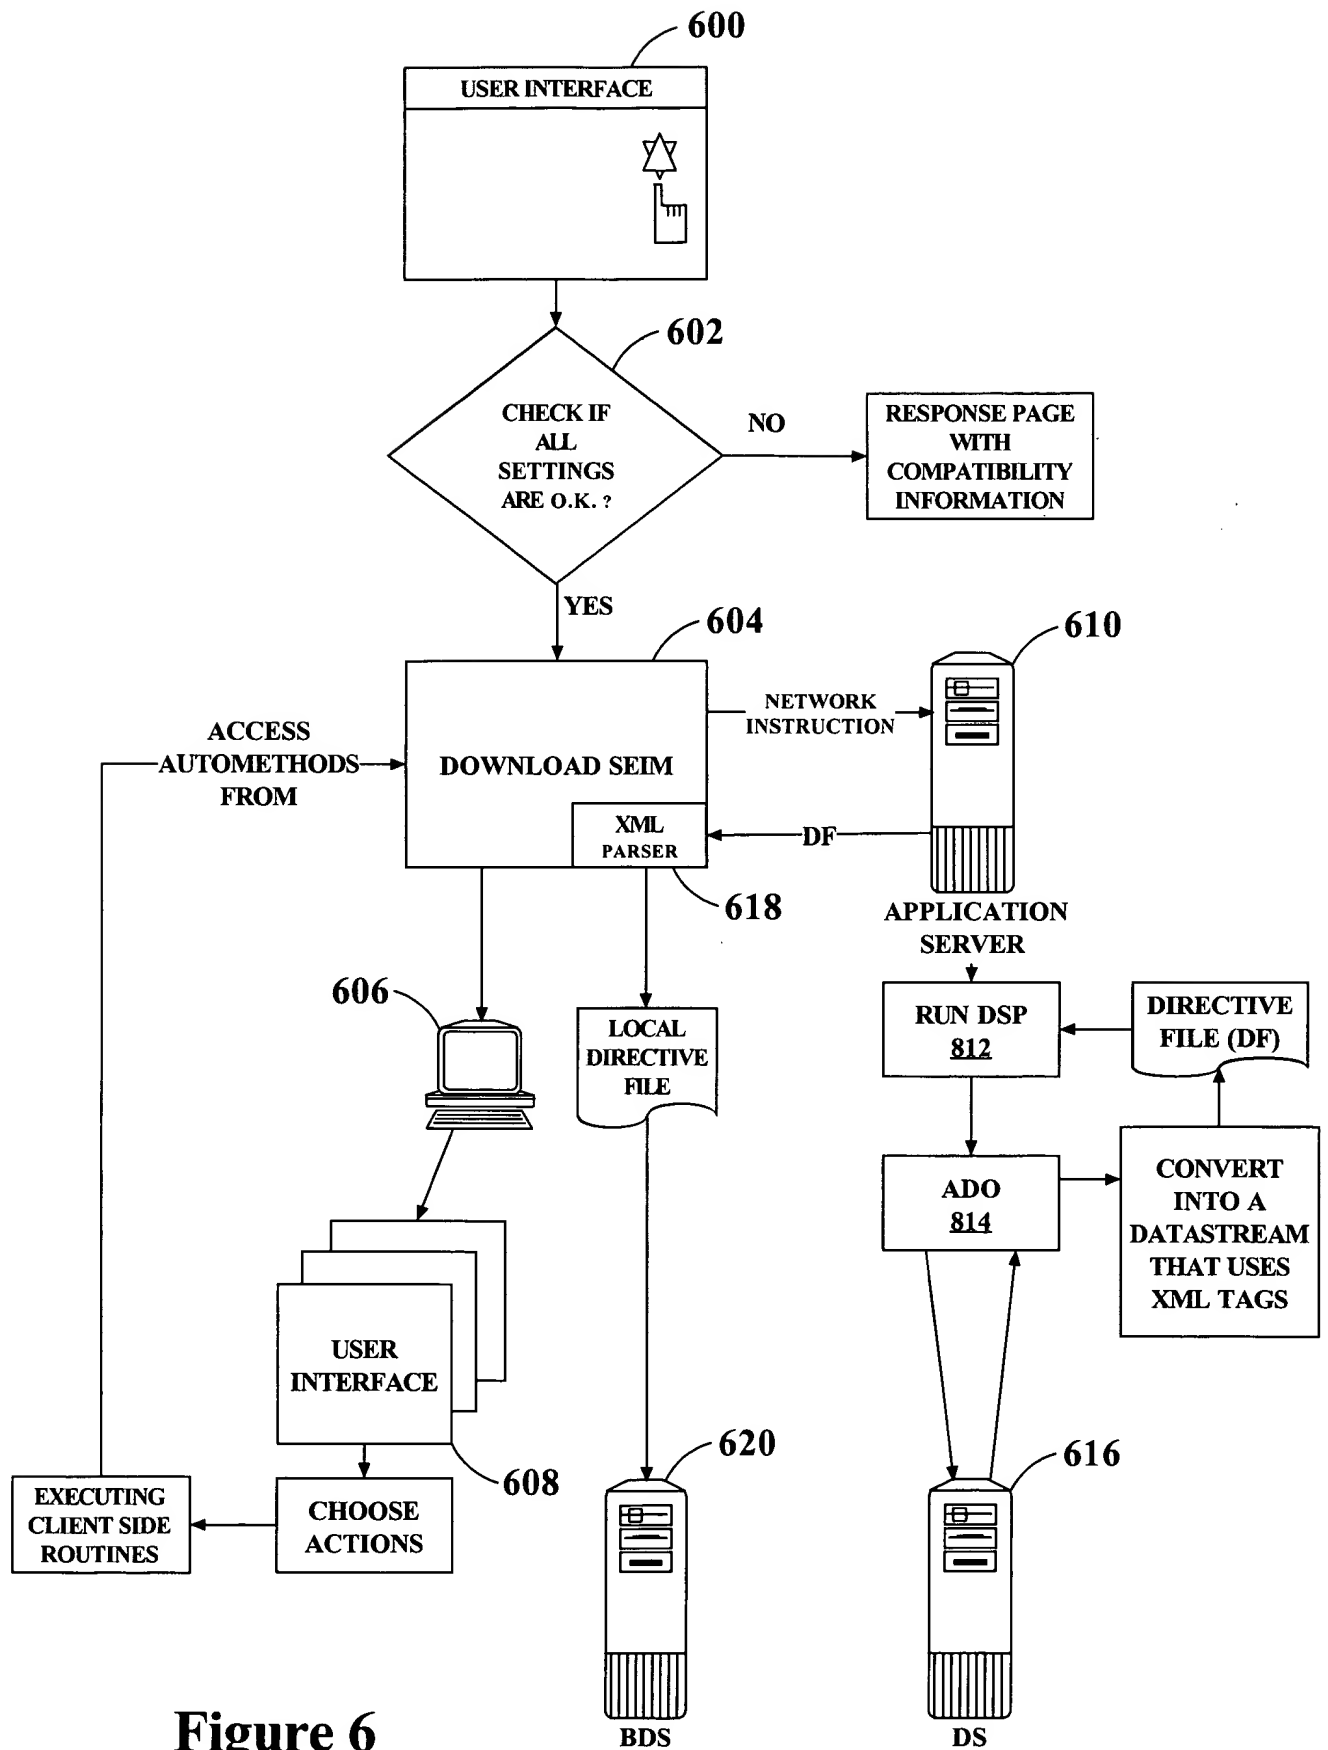 600
USER INTERFACE
602
CHECK IF
ALL
SETTINGS
ARE O.K. ?
NO
RESPONSE PAGE
WITH
COMPATIBILITY
INFORMATION
YES
604
610
NETWORK
INSTRUCTION
ACCESS
AUTOMETHODS
FROM
DOWNLOAD SEIM
XML
PARSER
DF
618
APPLICATION
SERVER
606
LOCAL
DIRECTIVE
FILE
RUN DSP
812
DIRECTIVE
FILE (DF)
ADO
814
CONVERT
INTO A
DATASTREAM
THAT USES
XML TAGS
USER
INTERFACE
608
620
616
EXECUTING
CLIENT SIDE
ROUTINES
CHOOSE
ACTIONS
BDS
DS
Figure 6